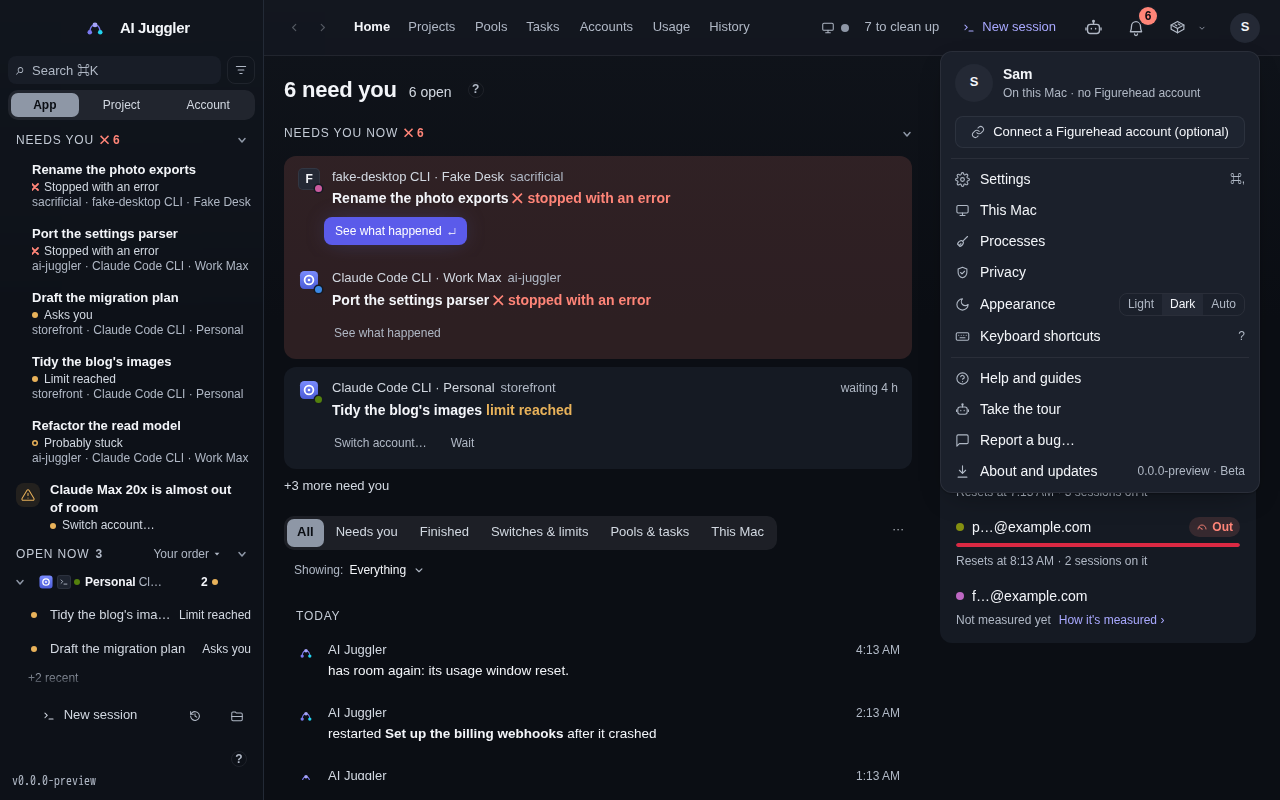 AI Juggler
Search ⌘K
App Project Account
NEEDS YOU 6
Rename the photo exports
Stopped with an error
sacrificial · fake-desktop CLI · Fake Desk
Port the settings parser
Stopped with an error
ai-juggler · Claude Code CLI · Work Max
Draft the migration plan
Asks you
storefront · Claude Code CLI · Personal
Tidy the blog's images
Limit reached
storefront · Claude Code CLI · Personal
Refactor the read model
Probably stuck
ai-juggler · Claude Code CLI · Work Max
Claude Max 20x is almost out
of room
Switch account…
OPEN NOW 3 Your order
Personal Cl… 2
Tidy the blog's ima… Limit reached
Draft the migration plan Asks you
+2 recent
New session
?
v0.0.0-preview
Home Projects Pools Tasks Accounts Usage History
7 to clean up
New session
6
S
6 need you 6 open ?
NEEDS YOU NOW 6
F
fake-desktop CLI · Fake Desk sacrificial
Rename the photo exports stopped with an error
See what happened
Claude Code CLI · Work Max ai-juggler
Port the settings parser stopped with an error
See what happened
Claude Code CLI · Personal storefront waiting 4 h
Tidy the blog's images limit reached
Switch account… Wait
+3 more need you
All Needs you Finished Switches & limits Pools & tasks This Mac
…
Showing: Everything
TODAY
AI Juggler 4:13 AM
has room again: its usage window reset.
AI Juggler 2:13 AM
restarted Set up the billing webhooks after it crashed
AI Juggler 1:13 AM
S
Sam
On this Mac · no Figurehead account
Connect a Figurehead account (optional)
Settings ⌘,
This Mac
Processes
Privacy
Appearance Light Dark Auto
Keyboard shortcuts ?
Help and guides
Take the tour
Report a bug…
About and updates 0.0.0-preview · Beta
Resets at 7:13 AM · 3 sessions on it
p…@example.com Out
Resets at 8:13 AM · 2 sessions on it
f…@example.com
Not measured yet How it's measured ›